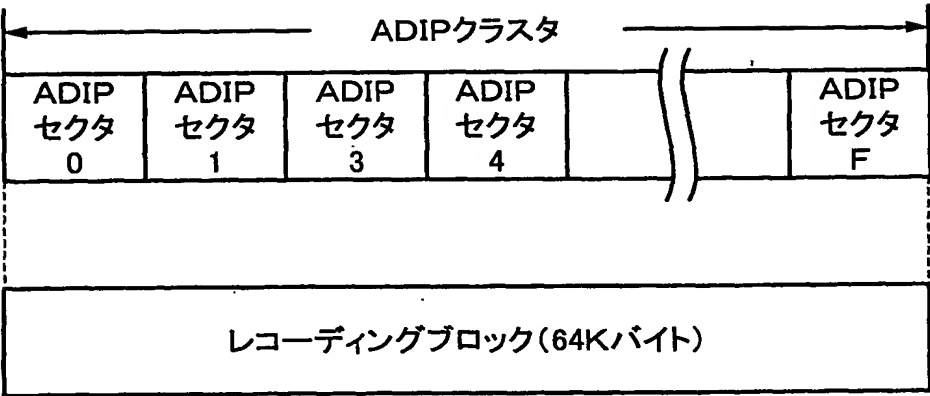 ADIPクラスタ
ADIP ADIP ADIP ADIP ADIP
セクタ セクタ セクタ セクタ セクタ
0 1 3 4 F
レコーディングブロック(64Kバイト)